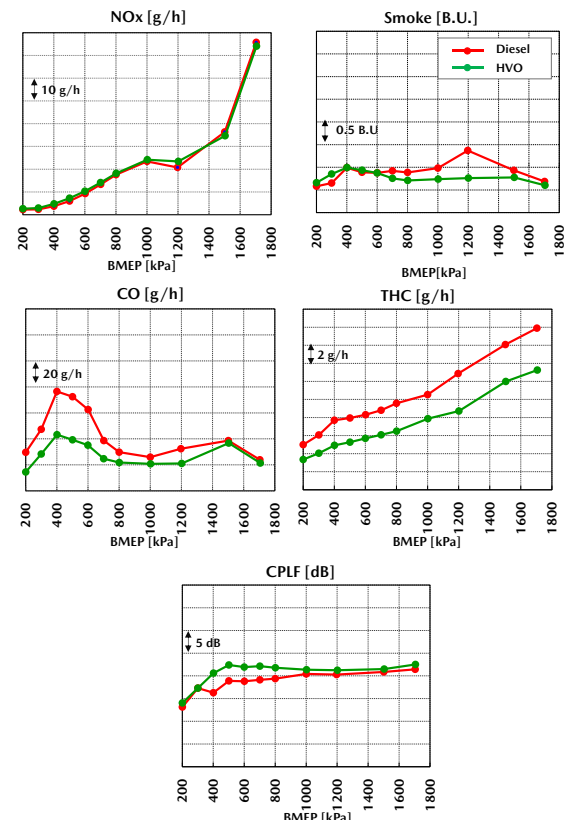 NOx [g/h]
10 g/h
200
400
600
800
1000
1200
1400
1600
1800
BMEP [kPa]
Smoke [B.U.]
Diesel
HVO
0.5 B.U
200
400
600
800
1000
1200
1400
1600
1800
BMEP[kPa]
CO [g/h]
20 g/h
200
400
600
800
1000
1200
1400
1600
1800
BMEP [kPa]
THC [g/h]
2 g/h
200
400
600
800
1000
1200
1400
1600
1800
BMEP [kPa]
CPLF [dB]
5 dB
200
400
600
800
1000
1200
1400
1600
1800
BMEP [kPa]